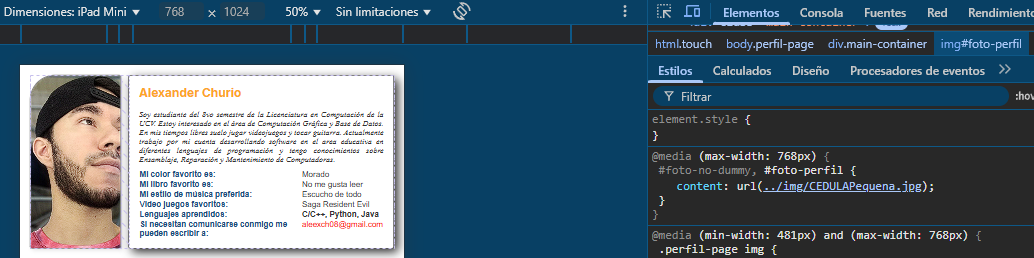 Dimensiones: iPad Mini ▼ 768 × 1024 50% ▼ Sin limitaciones ▼
Elementos Consola Fuentes Red Rendimiento
html.touch body.perfil-page div.main-container img#foto-perfil
Estilos Calculados Diseño Procesadores de eventos
Filtrar :hov
element.style {
}
@media (max-width: 768px) {
#foto-no-dummy, #foto-perfil {
content: url(../img/CEDULAPequena.jpg);
}
}
@media (min-width: 481px) and (max-width: 768px) {
.perfil-page img {
Alexander Churio
Soy estudiante del 8vo semestre de la Licenciatura en Computación de la
UCV. Estoy interesado en el área de Computación Gráfica y Base de Datos.
En mis tiempos libres suelo jugar videojuegos y tocar guitarra. Actualmente
trabajo por mi cuenta desarrollando software en el area educativa en
diferentes lenguajes de programación y tengo conocimientos sobre
Ensamblaje, Reparación y Mantenimiento de Computadoras.
Mi color favorito es: Morado
Mi libro favorito es: No me gusta leer
Mi estilo de música preferida: Escucho de todo
Video juegos favoritos: Saga Resident Evil
Lenguajes aprendidos: C/C++, Python, Java
Si necesitan comunicarse conmigo me aleexch08@gmail.com
pueden escribir a: